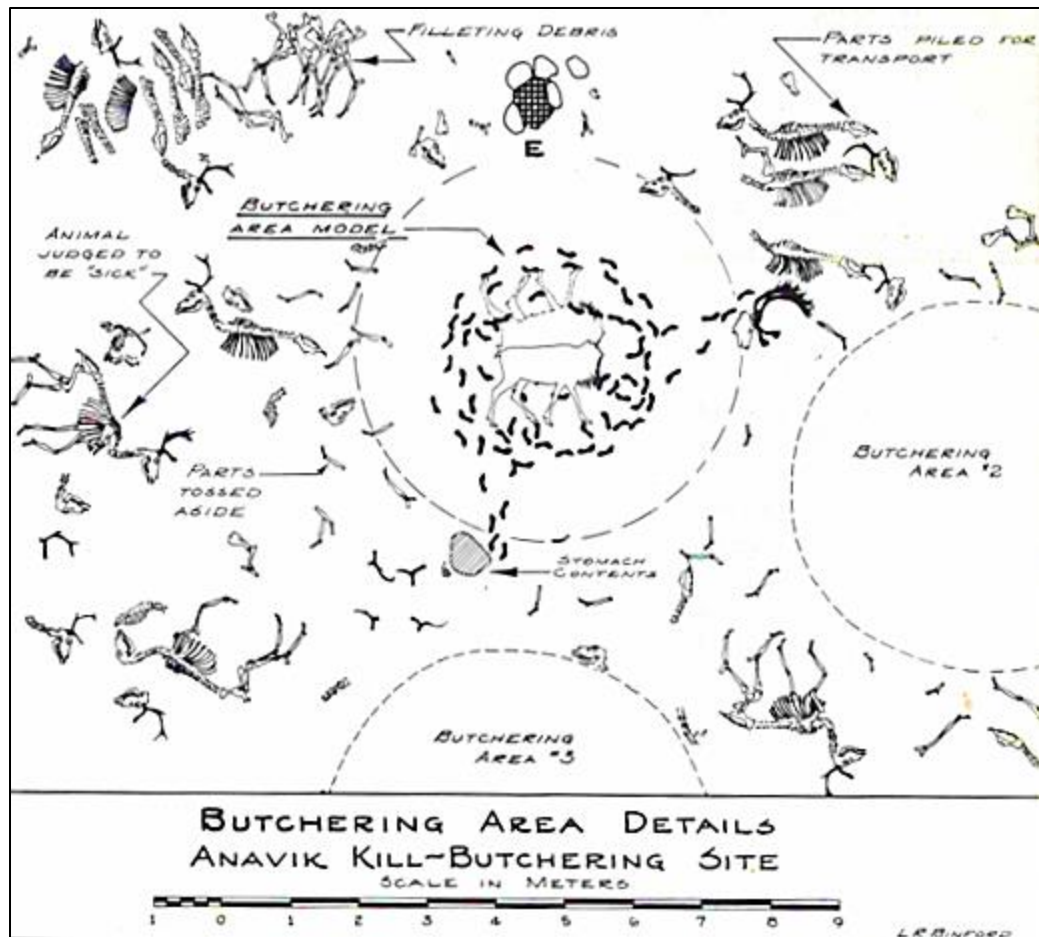 FILLETING DEBRIS
PARTS PILED FOR
TRANSPORT
E
BUTCHERING
AREA MODEL
ANIMAL
JUDGED TO
BE "SICK"
BUTCHERING
AREA #2
PARTS
TOSSED
ASIDE
STOMACH
CONTENTS
BUTCHERING
AREA #3
BUTCHERING AREA DETAILS
ANAVIK KILL~BUTCHERING SITE
SCALE IN METERS
1 0 1 2 3 4 5 6 7 8 9
L.R. BINFORD